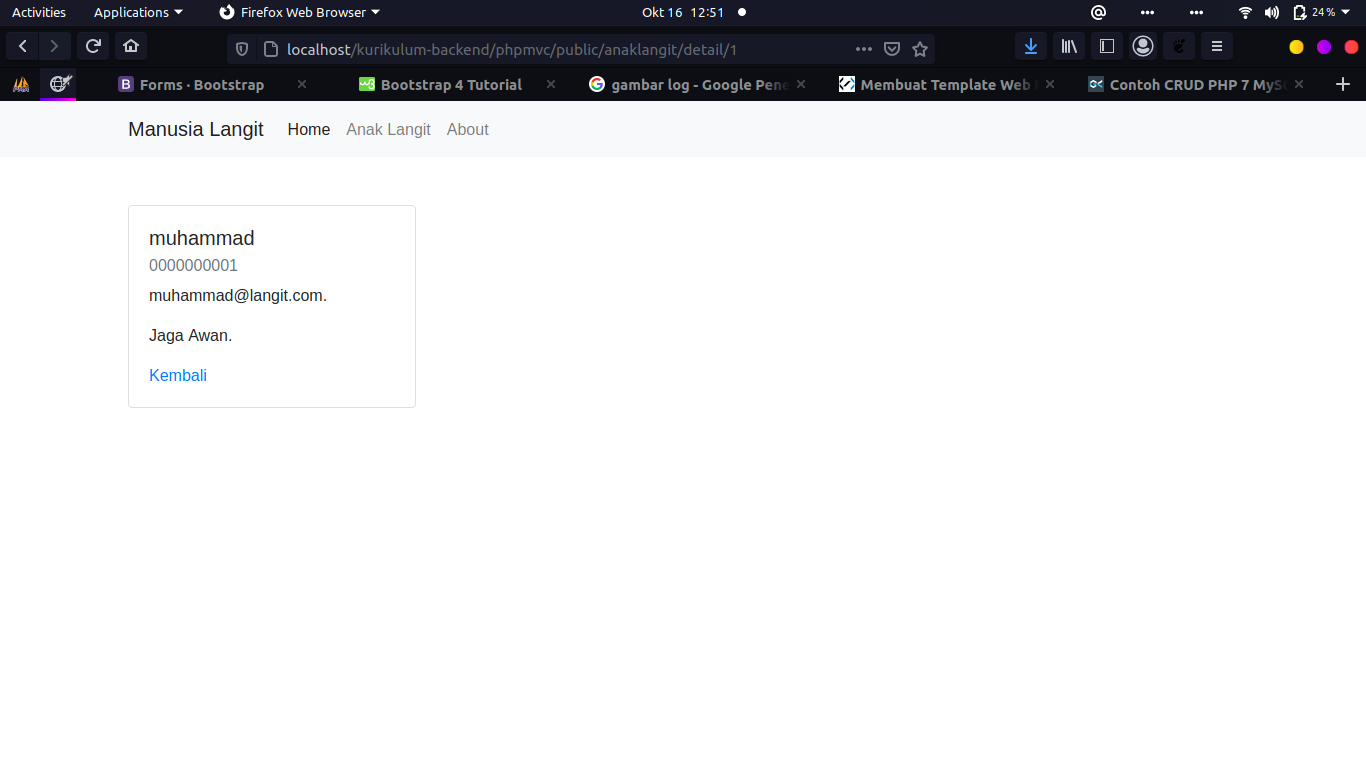 Activities Applications Firefox Web Browser Okt 16 12:51 24 %
localhost/kurikulum-backend/phpmvc/public/anaklangit/detail/1
Forms · Bootstrap Bootstrap 4 Tutorial gambar log - Google Pene Membuat Template Web Contoh CRUD PHP 7 MyS
Manusia Langit Home Anak Langit About
muhammad
0000000001
muhammad@langit.com.
Jaga Awan.
Kembali